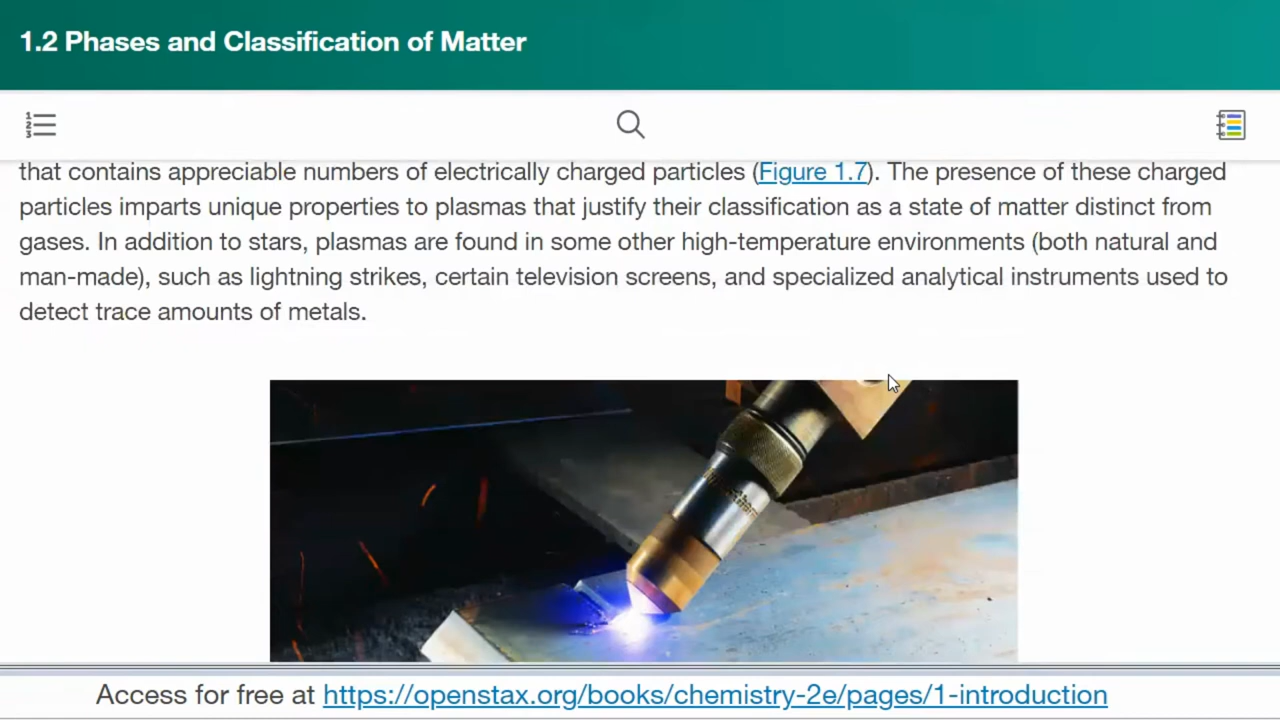 1.2 Phases and Classification of Matter
that contains appreciable numbers of electrically charged particles (Figure 1.7). The presence of these charged
particles imparts unique properties to plasmas that justify their classification as a state of matter distinct from
gases. In addition to stars, plasmas are found in some other high-temperature environments (both natural and
man-made), such as lightning strikes, certain television screens, and specialized analytical instruments used to
detect trace amounts of metals.
Access for free at https://openstax.org/books/chemistry-2e/pages/1-introduction